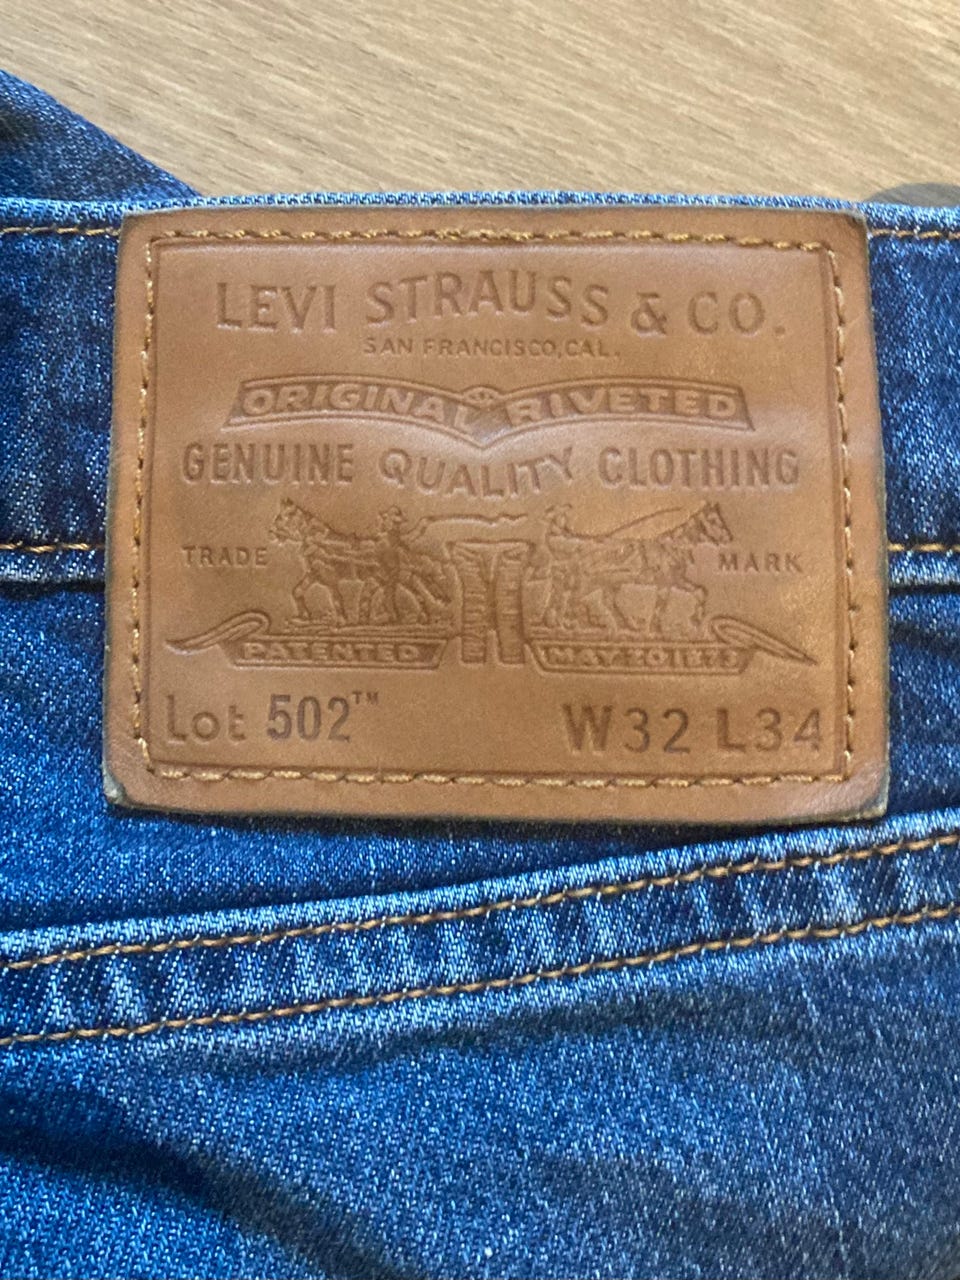 LEVI STRAUSS & CO.
SAN FRANCISCO, CAL.
ORIGINAL RIVETED
GENUINE QUALITY CLOTHING
TRADE MARK
PATENTED MAY 20 1873
Lot 502™ W32 L34